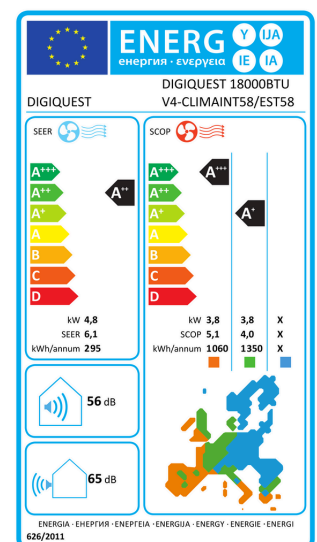 ENERG Y IJA
енергия · ενεργεια IE IA
DIGIQUEST 18000BTU
DIGIQUEST V4-CLIMAINT58/EST58
SEER SCOP
A+++ A+++ A+++
A++ A++ A++
A+ A+ A+
A A
B B
C C
D D
kW 4,8 kW 3,8 3,8 X
SEER 6,1 SCOP 5,1 4,0 X
kWh/annum 295 kWh/annum 1060 1350 X
56 dB
65 dB
ENERGIA · ЕНЕРГИЯ · ΕΝΕΡΓΕΙΑ · ENERGIJA · ENERGY · ENERGIE · ENERGI
626/2011